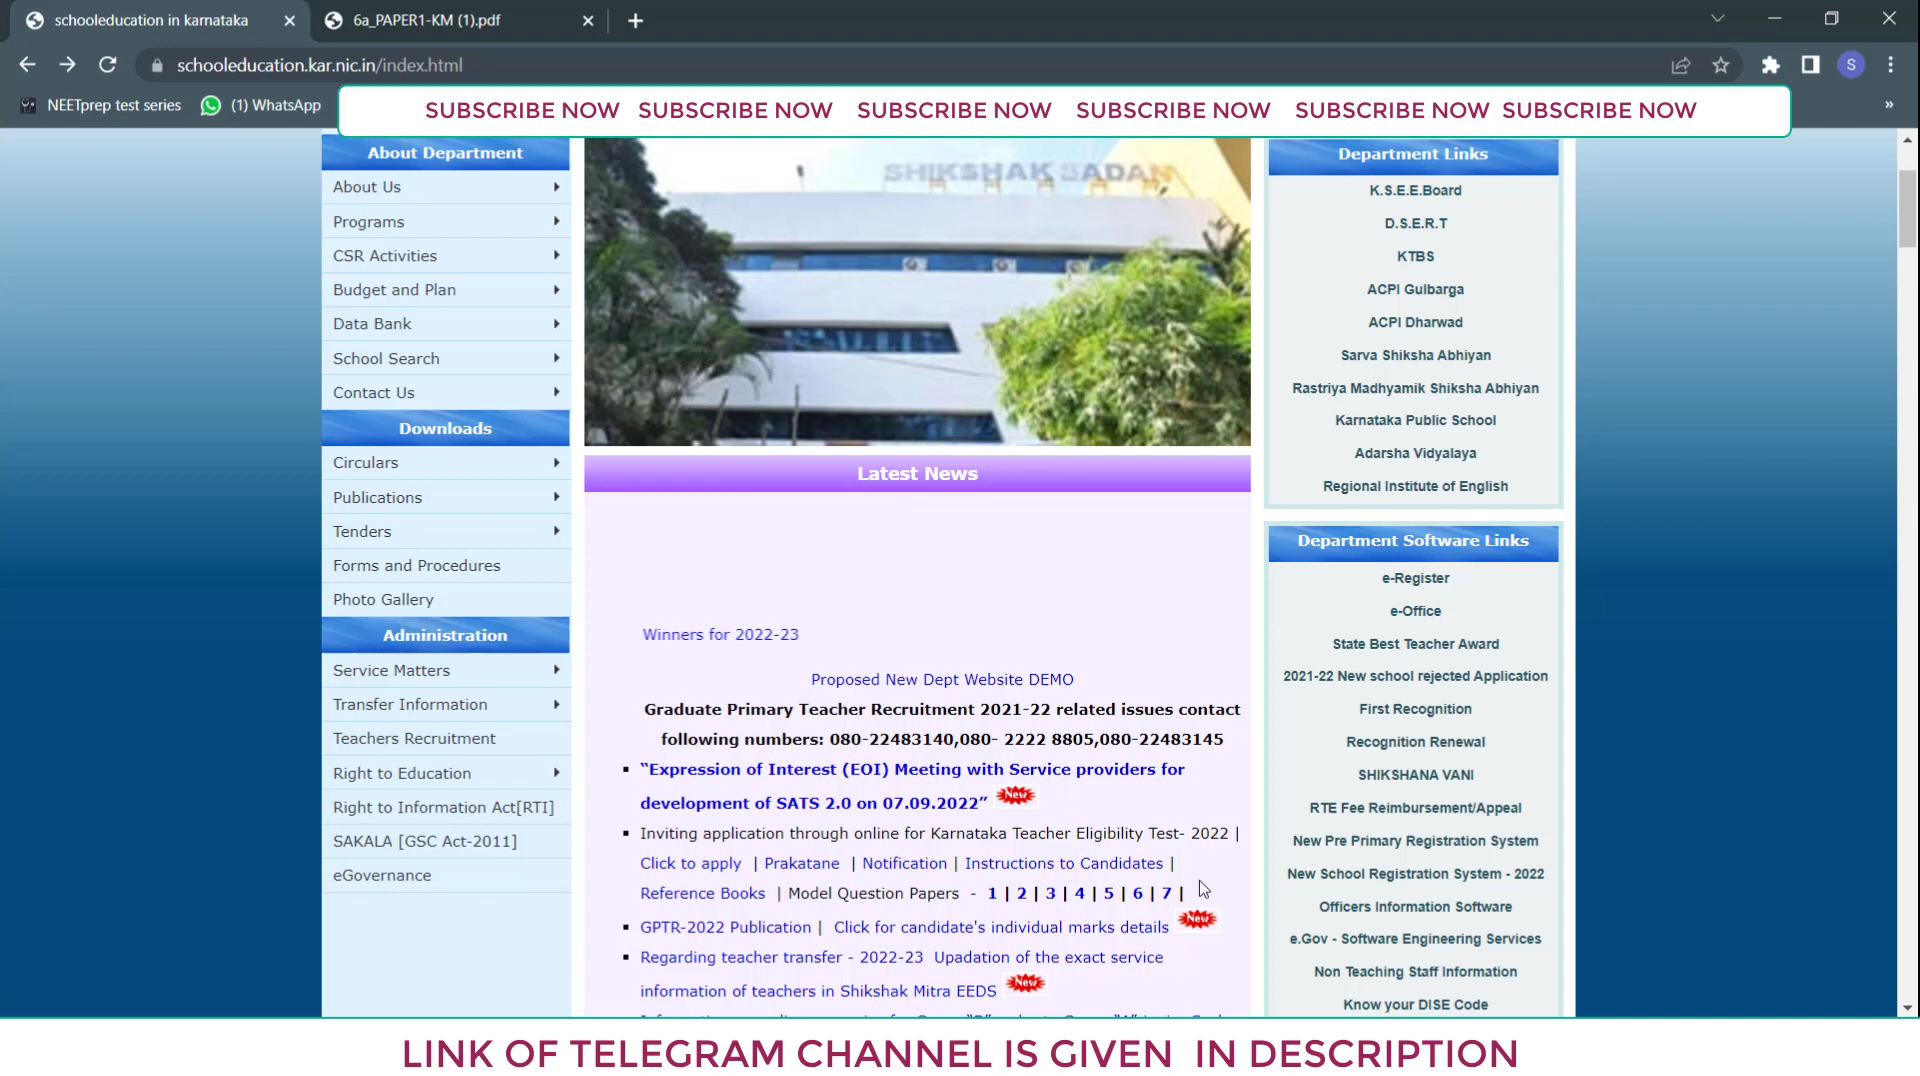 schooleducation in karnataka
6a_PAPER1-KM (1).pdf
schooleducation.kar.nic.in/index.html
S
NEETprep test series
(1) WhatsApp
»
SUBSCRIBE NOW SUBSCRIBE NOW SUBSCRIBE NOW SUBSCRIBE NOW SUBSCRIBE NOW SUBSCRIBE NOW
About Department
About Us
Programs
CSR Activities
Budget and Plan
Data Bank
School Search
Contact Us
Downloads
Circulars
Publications
Tenders
Forms and Procedures
Photo Gallery
Administration
Service Matters
Transfer Information
Teachers Recruitment
Right to Education
Right to Information Act[RTI]
SAKALA [GSC Act-2011]
eGovernance
SHIKSHAK SADAN
Latest News
Winners for 2022-23
Proposed New Dept Website DEMO
Graduate Primary Teacher Recruitment 2021-22 related issues contact
following numbers: 080-22483140,080- 2222 8805,080-22483145
“Expression of Interest (EOI) Meeting with Service providers for
development of SATS 2.0 on 07.09.2022” New
Inviting application through online for Karnataka Teacher Eligibility Test- 2022 |
Click to apply | Prakatane | Notification | Instructions to Candidates |
Reference Books | Model Question Papers - 1 | 2 | 3 | 4 | 5 | 6 | 7 |
GPTR-2022 Publication | Click for candidate's individual marks details New
Regarding teacher transfer - 2022-23 Upadation of the exact service
information of teachers in Shikshak Mitra EEDS New
Department Links
K.S.E.E.Board
D.S.E.R.T
KTBS
ACPI Gulbarga
ACPI Dharwad
Sarva Shiksha Abhiyan
Rastriya Madhyamik Shiksha Abhiyan
Karnataka Public School
Adarsha Vidyalaya
Regional Institute of English
Department Software Links
e-Register
e-Office
State Best Teacher Award
2021-22 New school rejected Application
First Recognition
Recognition Renewal
SHIKSHANA VANI
RTE Fee Reimbursement/Appeal
New Pre Primary Registration System
New School Registration System - 2022
Officers Information Software
e.Gov - Software Engineering Services
Non Teaching Staff Information
Know your DISE Code
LINK OF TELEGRAM CHANNEL IS GIVEN IN DESCRIPTION